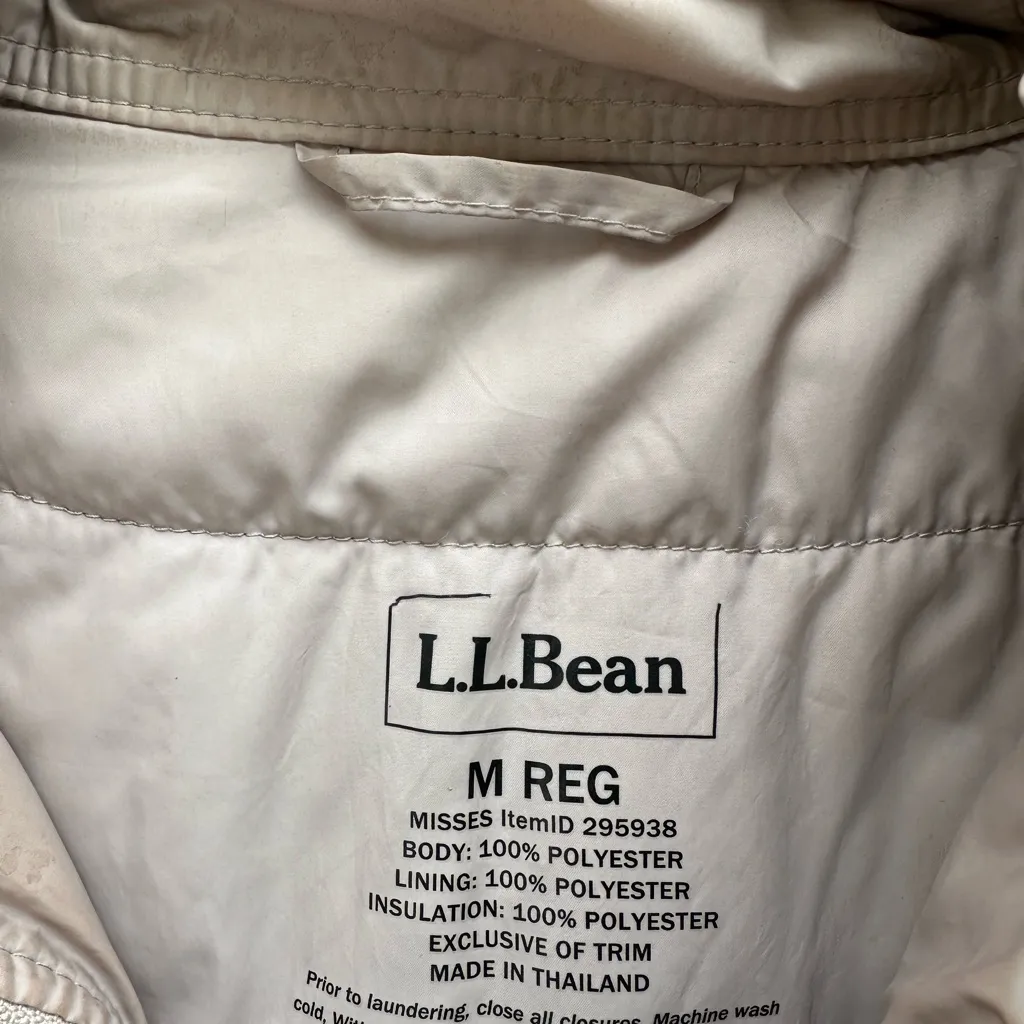 L.L.Bean
M REG
MISSES ItemID 295938
BODY: 100% POLYESTER
LINING: 100% POLYESTER
INSULATION: 100% POLYESTER
EXCLUSIVE OF TRIM
MADE IN THAILAND
Prior to laundering, close all closures. Machine wash
cold,